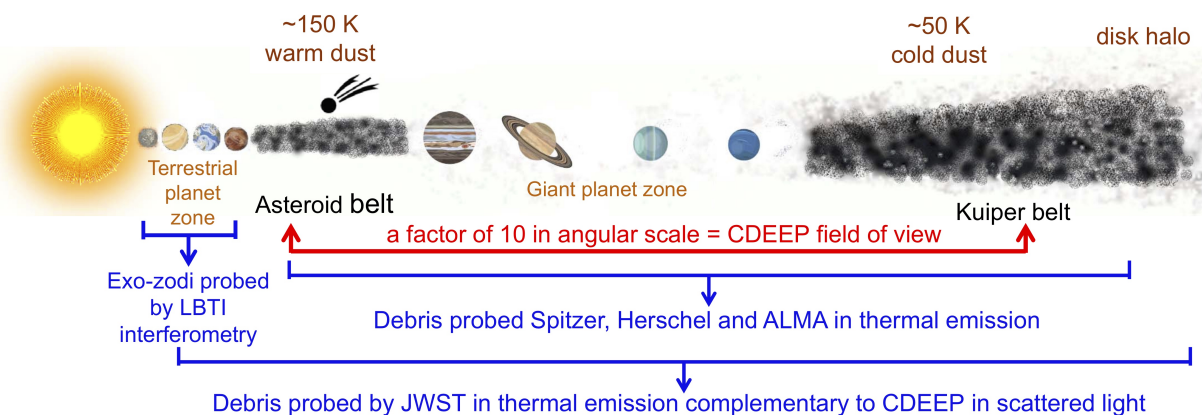 ~150 K
warm dust
~50 K
cold dust
disk halo
Terrestrial
planet
zone
Giant planet zone
Asteroid belt
Kuiper belt
a factor of 10 in angular scale = CDEEP field of view
Exo-zodi probed
by LBTI
interferometry
Debris probed Spitzer, Herschel and ALMA in thermal emission
Debris probed by JWST in thermal emission complementary to CDEEP in scattered light